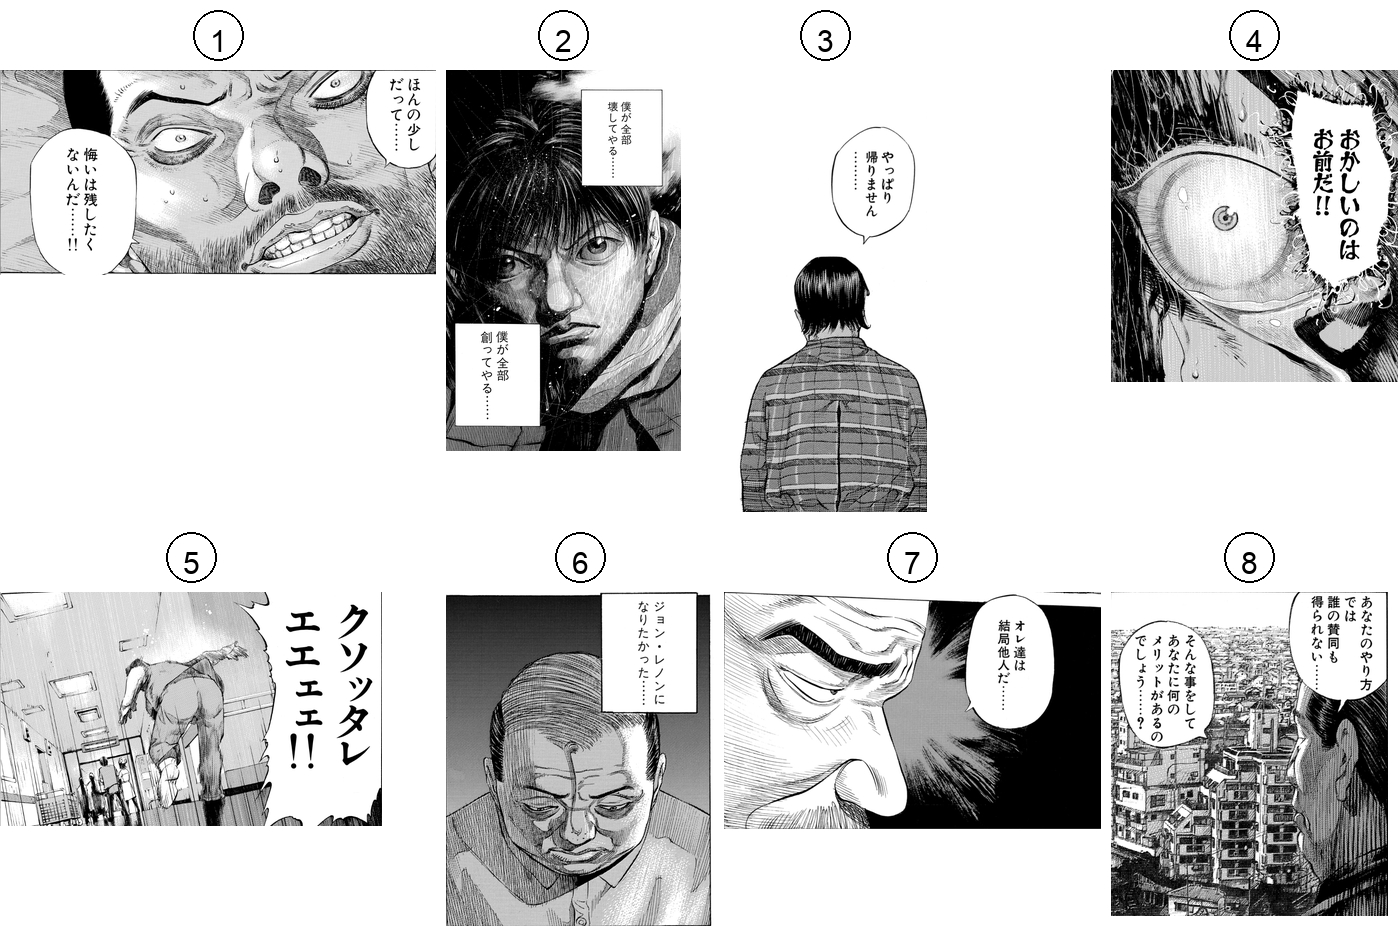 1
ほんの少し
だって……
悔いは残したく
ないんだ……!!
2
僕が全部
壊してやる……
僕が全部
創ってやる……
3
やっぱり
帰りません
………
4
おかしいのは
お前だ!!
5
クソッタレ
エエェェ!!
6
ジョン・レノンに
なりたかった……
7
オレ達は
結局他人だ……
8
あなたのやり方
では
誰の賛同も
得られない……
そんな事をして
あなたに何の
メリットがあるの
でしょう……?